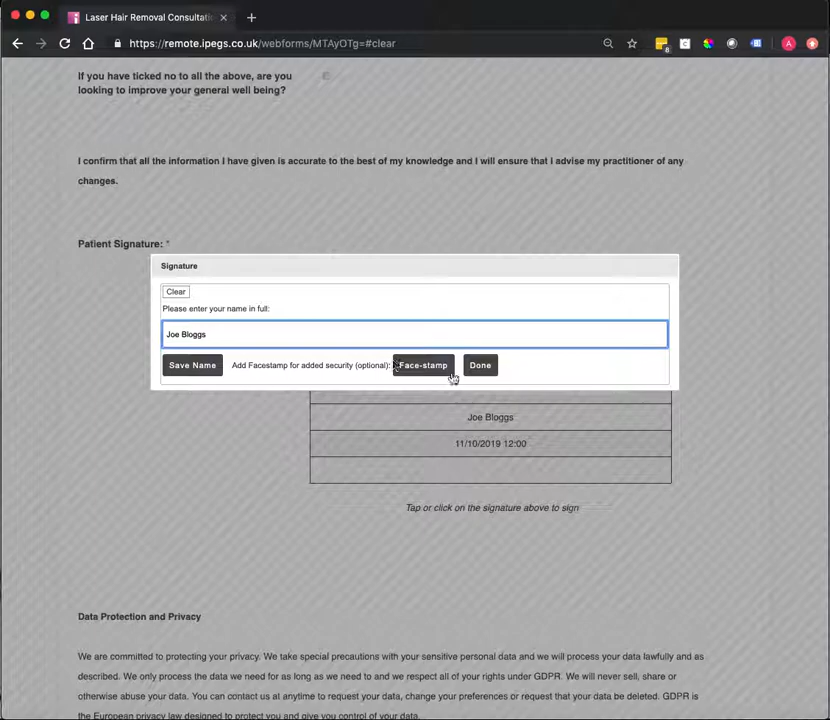 Laser Hair Removal Consultati
https://remote.ipegs.co.uk/webforms/MTAyOTg=#clear
8
A
If you have ticked no to all the above, are you
looking to improve your general well being?
I confirm that all the information I have given is accurate to the best of my knowledge and I will ensure that I advise my practitioner of any
changes.
Patient Signature: *
Signature
Clear
Please enter your name in full:
Joe Bloggs
Save Name Add Facestamp for added security (optional): Face-stamp Done
Joe Bloggs
11/10/2019 12:00
Tap or click on the signature above to sign
Data Protection and Privacy
We are committed to protecting your privacy. We take special precautions with your sensitive personal data and we will process your data lawfully and as
described. We only process the data we need for as long as we need to and we respect all of your rights under GDPR. We will never sell, share or
otherwise abuse your data. You can contact us at anytime to request your data, change your preferences or request that your data be deleted. GDPR is
the European privacy law designed to protect you and give you control of your data.